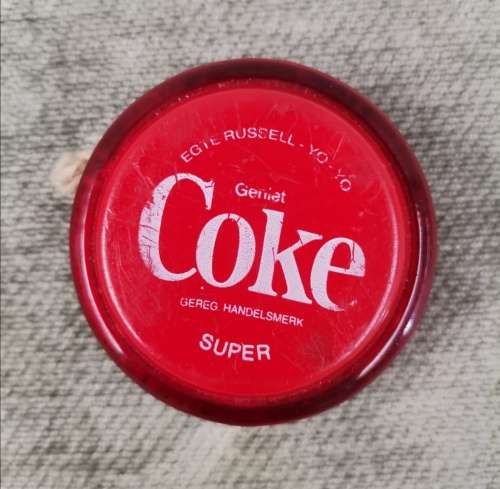 EGTE RUSSELL - YO - YO
Geniet
Coke
GEREG. HANDELSMERK
SUPER